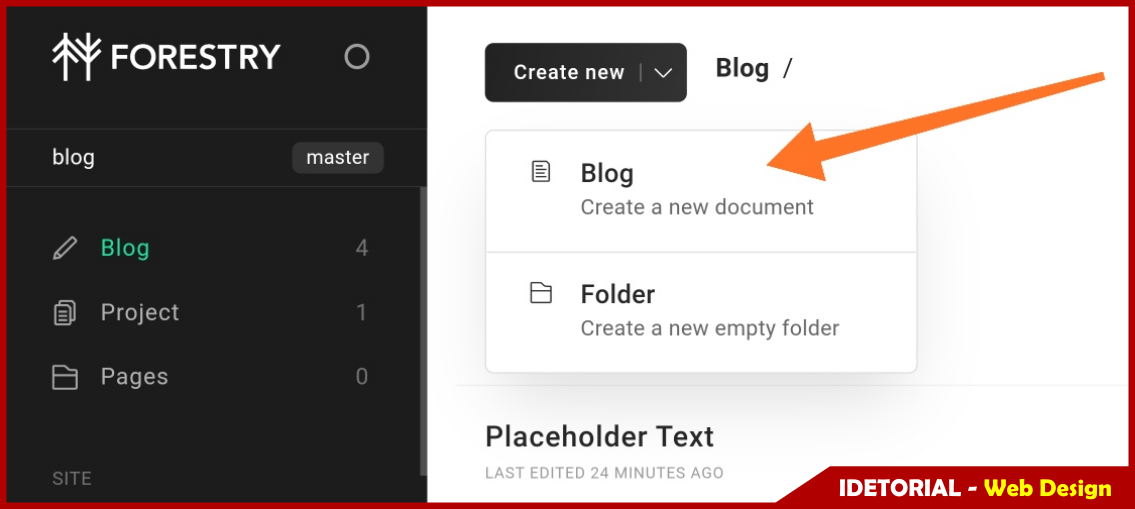 FORESTRY
blog master
Blog 4
Project 1
Pages 0
SITE
Create new
Blog /
Blog
Create a new document
Folder
Create a new empty folder
Placeholder Text
LAST EDITED 24 MINUTES AGO
IDETORIAL - Web Design